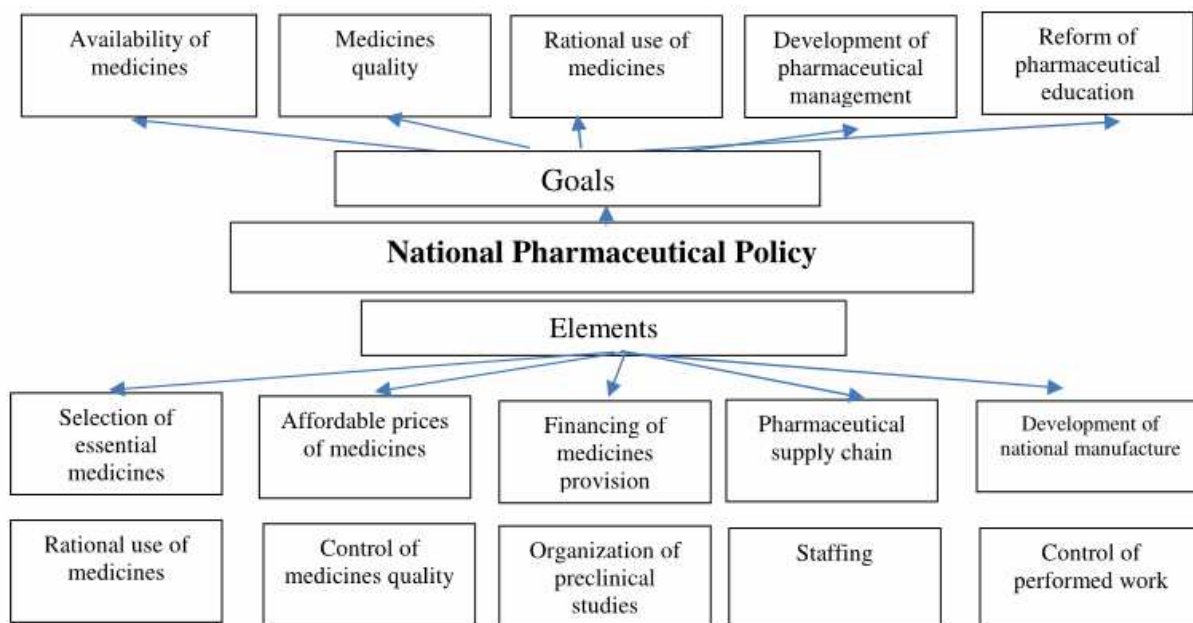 Availability of
medicines
Medicines
quality
Rational use of
medicines
Development of
pharmaceutical
management
Reform of
pharmaceutical
education
Goals
National Pharmaceutical Policy
Elements
Selection of
essential
medicines
Affordable prices
of medicines
Financing of
medicines
provision
Pharmaceutical
supply chain
Development of
national manufacture
Rational use of
medicines
Control of
medicines quality
Organization of
preclinical
studies
Staffing
Control of
performed work